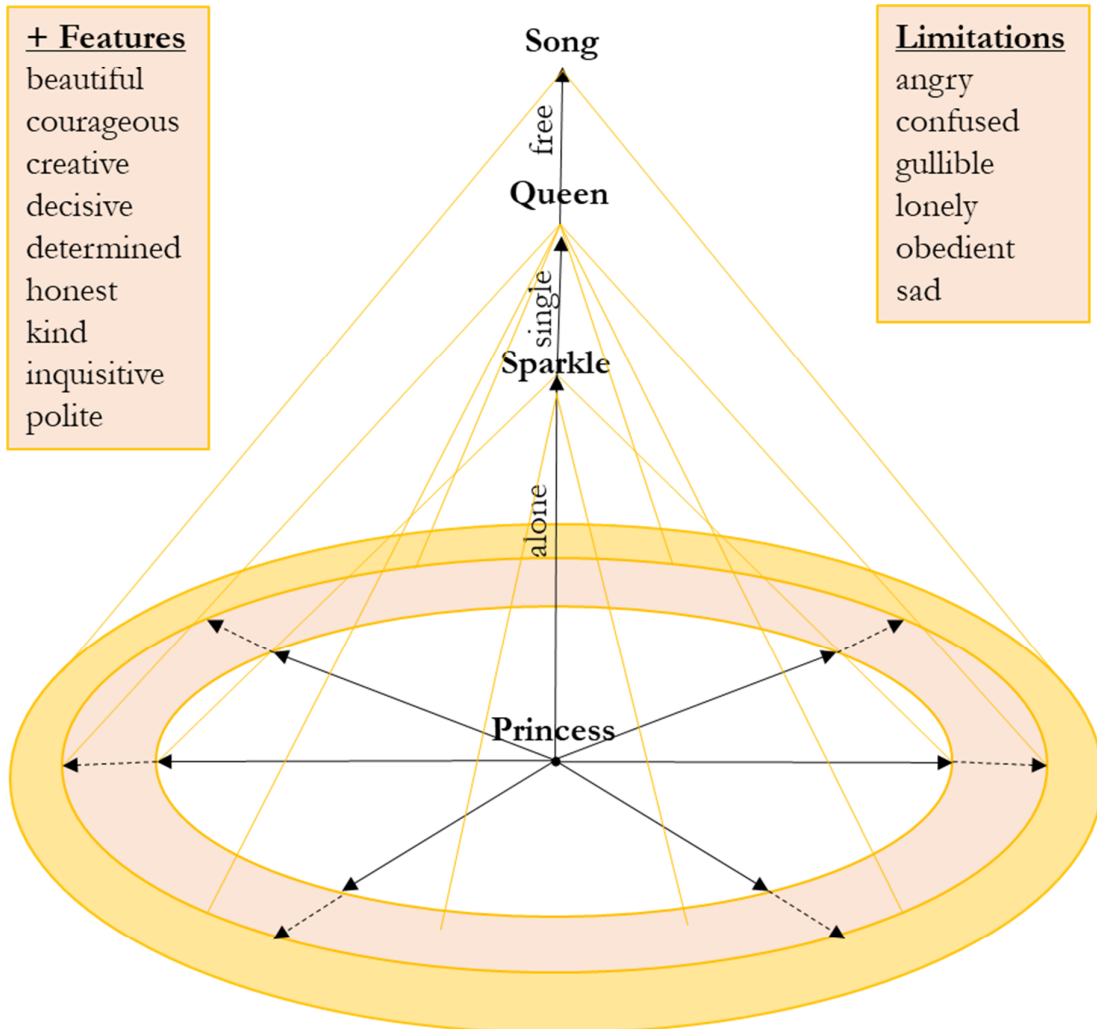 + Features
beautiful
courageous
creative
decisive
determined
honest
kind
inquisitive
polite
Song
free
Queen
single
Sparkle
alone
Princess
Limitations
angry
confused
gullible
lonely
obedient
sad